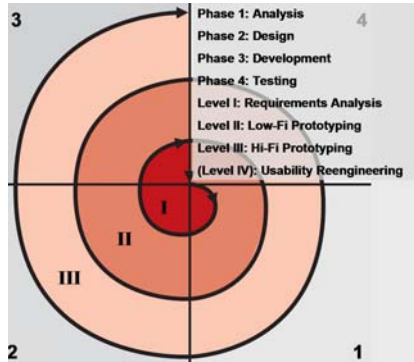 3
4
Phase 1: Analysis
Phase 2: Design
Phase 3: Development
Phase 4: Testing
Level I: Requirements Analysis
Level II: Low-Fi Prototyping
Level III: Hi-Fi Prototyping
(Level IV): Usability Reengineering
I
II
III
2
1